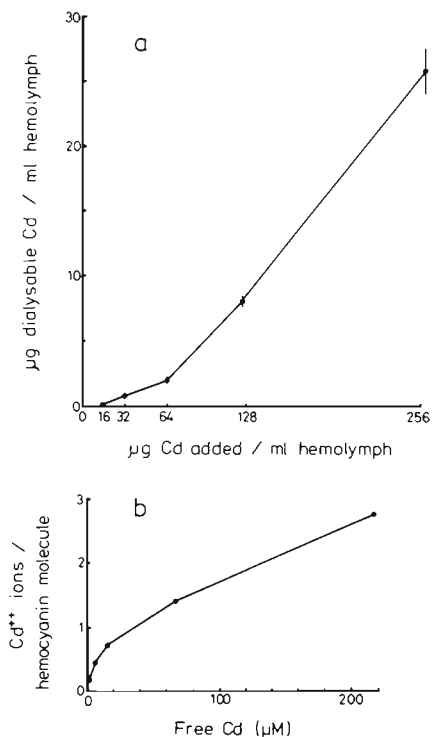 a
µg dialysable Cd / ml hemolymph
30
20
10
0
0 16 32 64 128 256
µg Cd added / ml hemolymph
b
Cd++ ions /
hemocyanin molecule
3
2
1
0
0 100 200
Free Cd (µM)